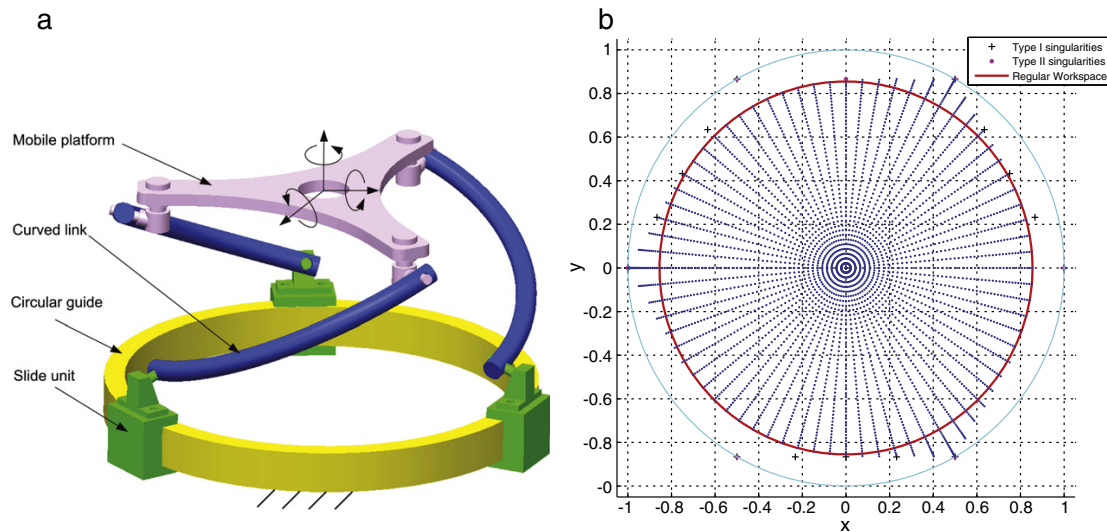 a
Mobile platform
Curved link
Circular guide
Slide unit
b
Type I singularities
Type II singularities
Regular Workspace
1
0.8
0.6
0.4
0.2
0
-0.2
-0.4
-0.6
-0.8
-0
y
-1
-0.8
-0.6
-0.4
-0.2
0
0.2
0.4
0.6
0.8
1
x